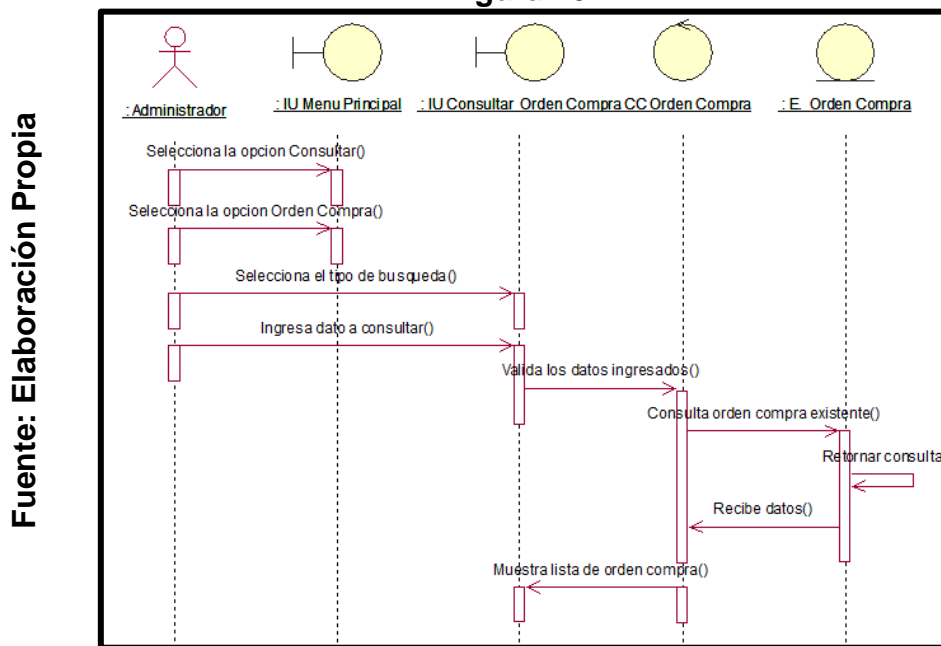 : Administrador
: IU Menu Principal
: IU Consultar Orden Compra
CC Orden Compra
: E. Orden Compra
Selecciona la opcion Consultar()
Selecciona la opcion Orden Compra()
Selecciona el tipo de busqueda()
Ingresa dato a consultar()
Valida los datos ingresados()
Consulta orden compra existente()
Retornar consulta
Recibe datos()
Muestra lista de orden compra()
Fuente: Elaboración Propia